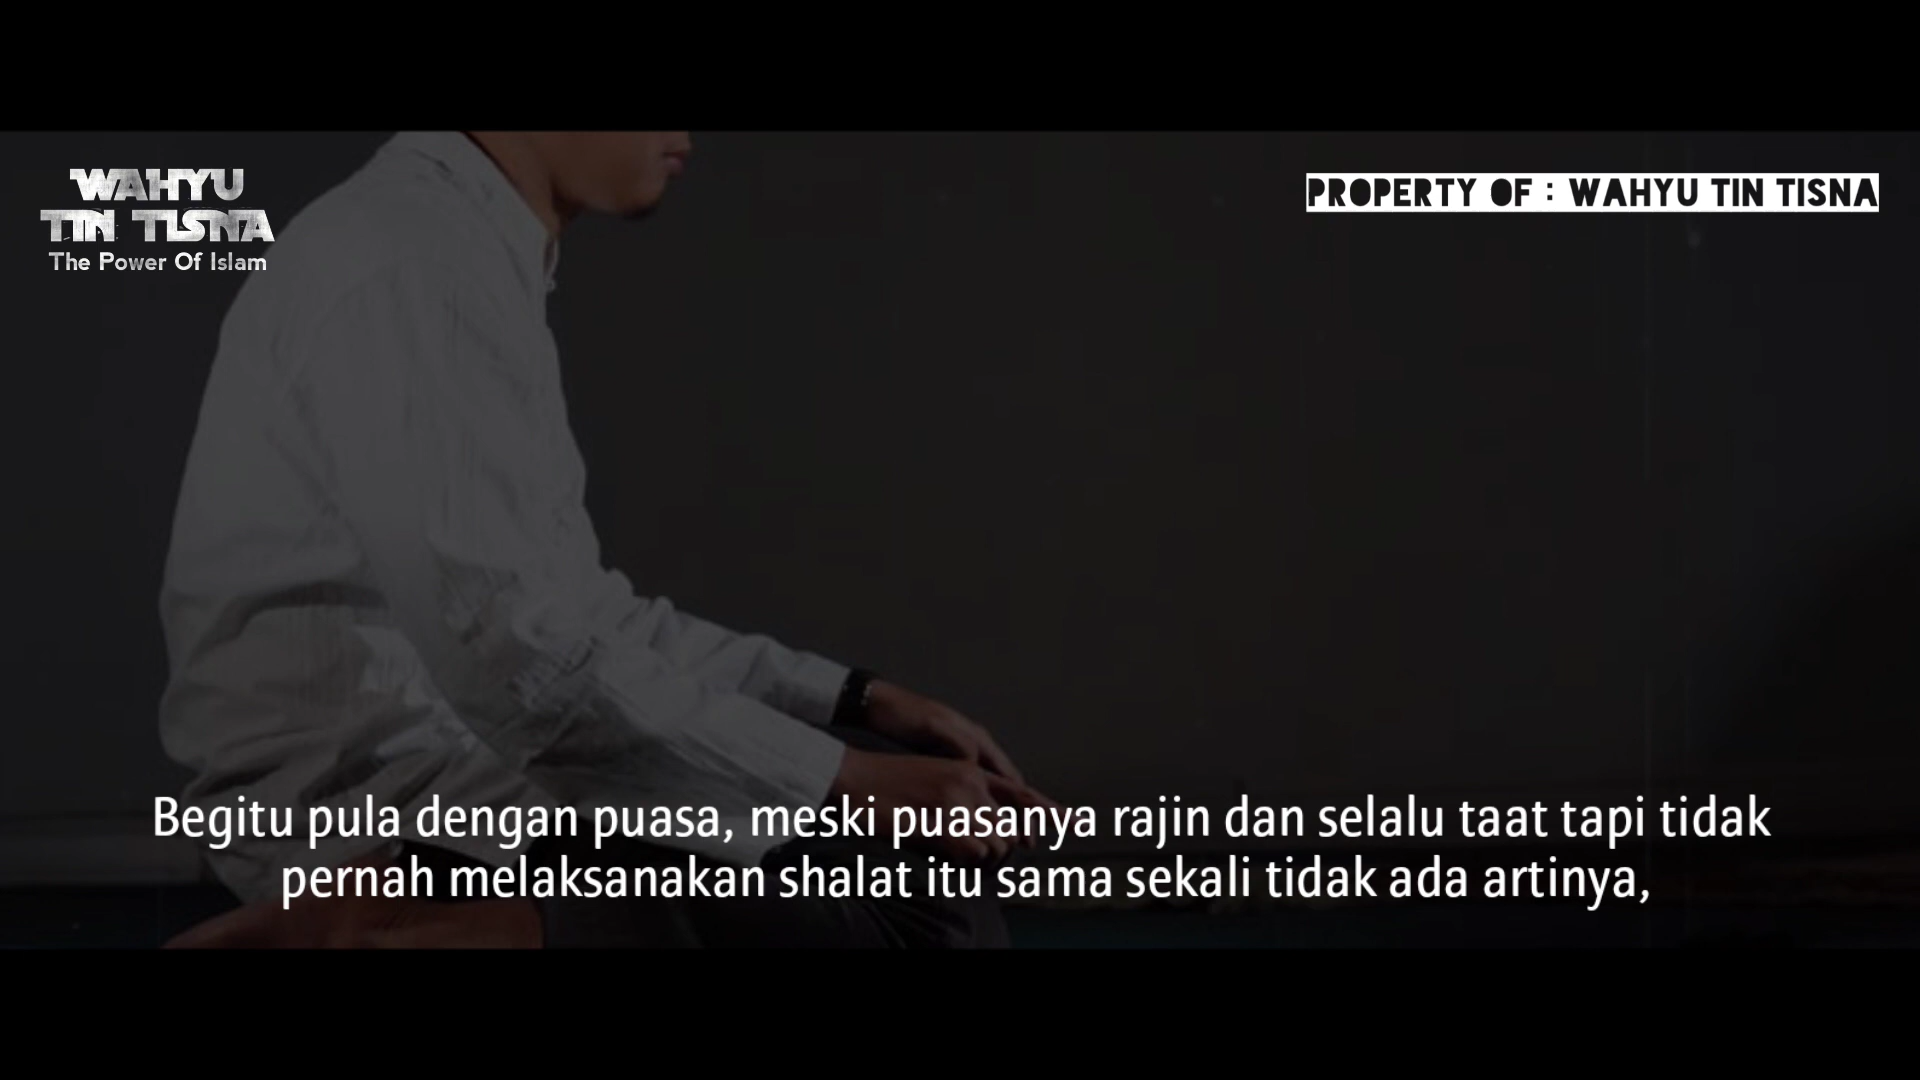 WAHYU
TIN TISNA
The Power Of Islam
PROPERTY OF : WAHYU TIN TISNA
Begitu pula dengan puasa, meski puasanya rajin dan selalu taat tapi tidak
pernah melaksanakan shalat itu sama sekali tidak ada artinya,